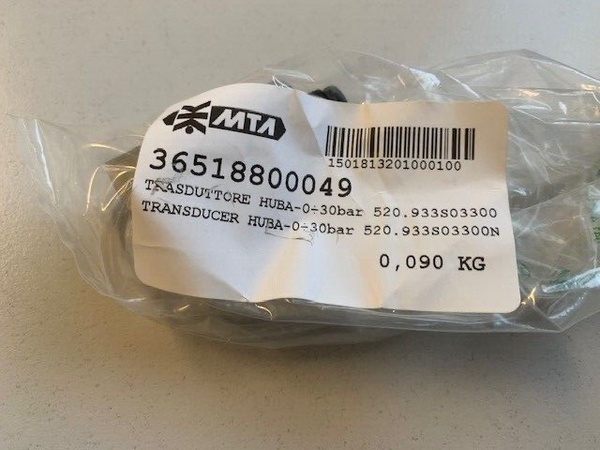 MTA
1501813201000100
36518800049
TRASDUTTORE HUBA-0÷30bar 520.933S03300
TRANSDUCER HUBA-0÷30bar 520.933S03300N
0,090 KG